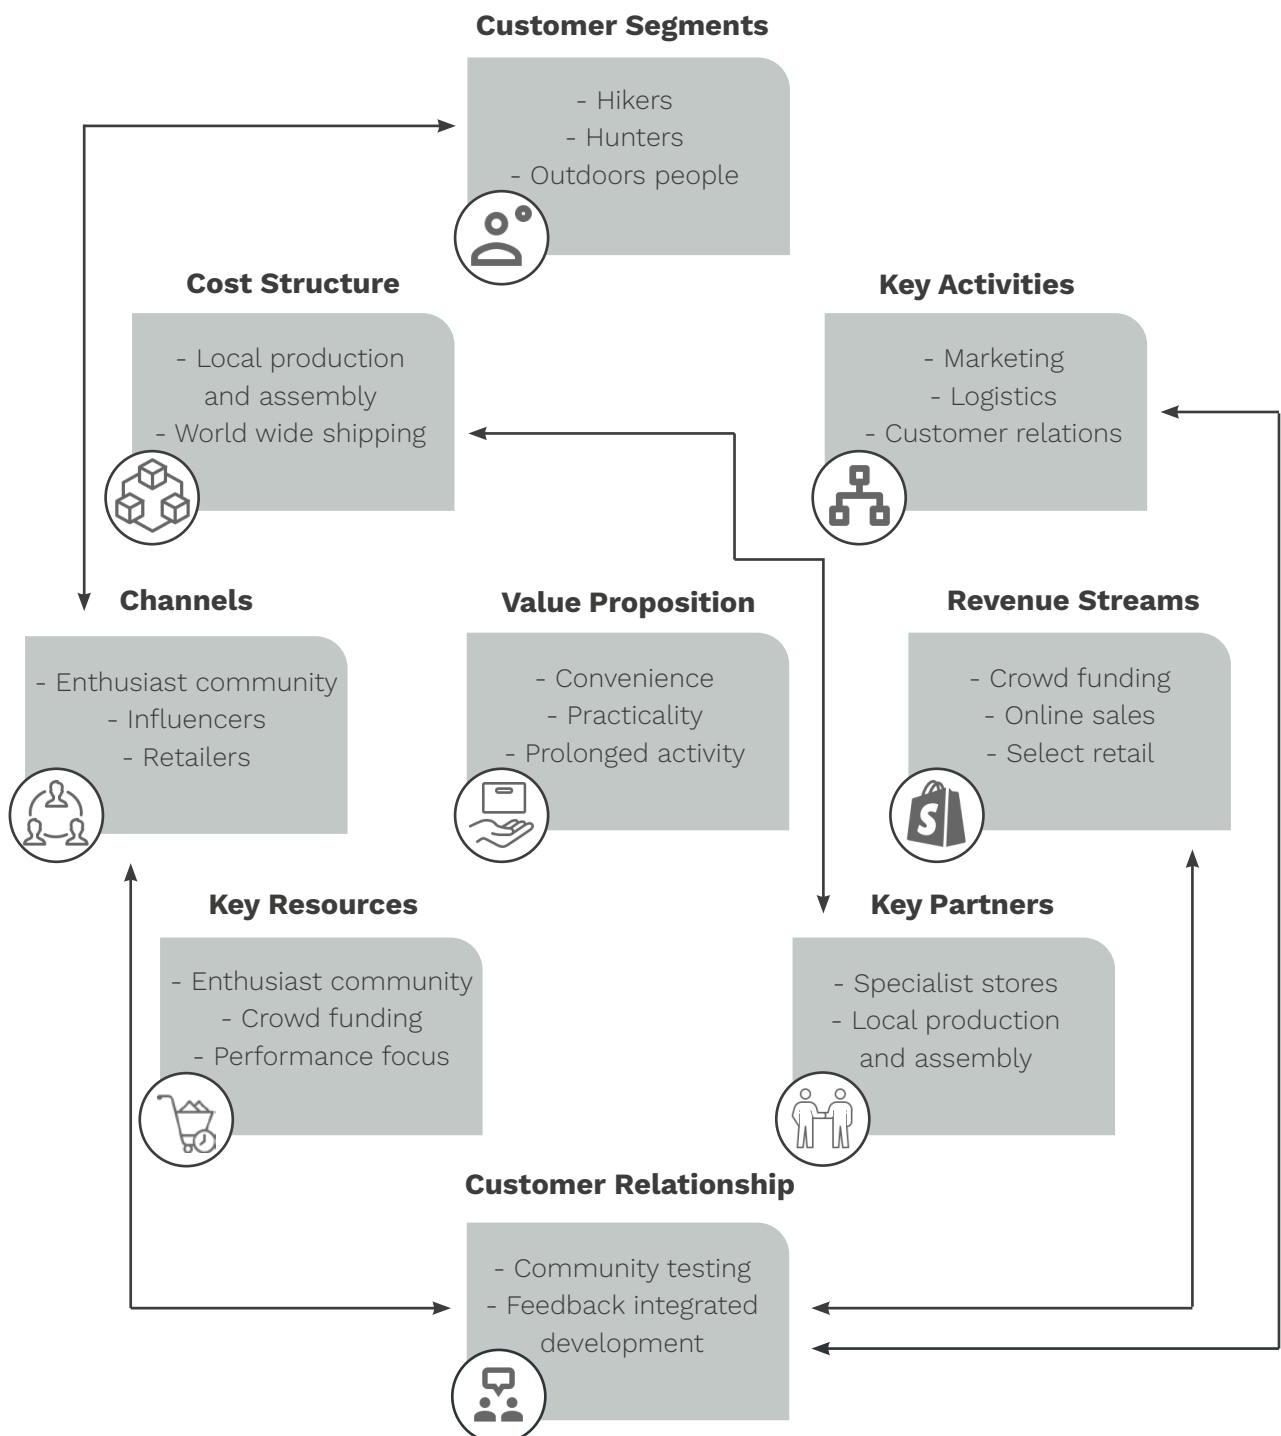 Customer Segments
- Hikers
- Hunters
- Outdoors people
Cost Structure
- Local production
and assembly
- World wide shipping
Key Activities
- Marketing
- Logistics
- Customer relations
Channels
- Enthusiast community
- Influencers
- Retailers
Value Proposition
- Convenience
- Practicality
- Prolonged activity
Revenue Streams
- Crowd funding
- Online sales
- Select retail
S
Key Resources
- Enthusiast community
- Crowd funding
- Performance focus
Key Partners
- Specialist stores
- Local production
and assembly
Customer Relationship
- Community testing
- Feedback integrated
development